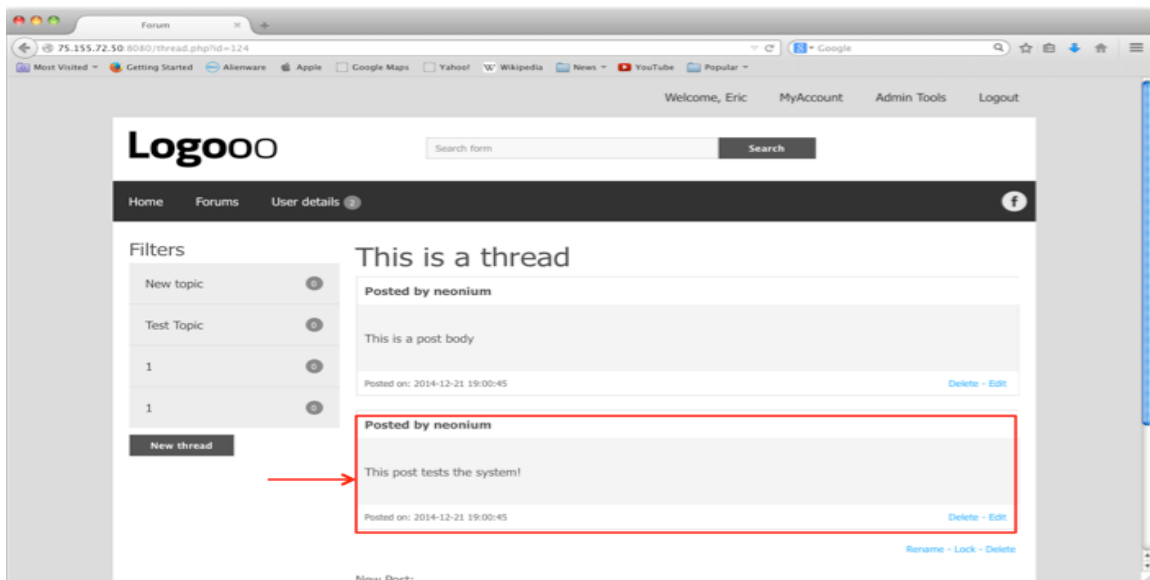 Forum
75.155.72.50:8080/thread.php?id=124
Google
Most Visited Getting Started Alienware Apple Google Maps Yahoo! Wikipedia News YouTube Popular
Welcome, Eric MyAccount Admin Tools Logout
Logooo
Search form Search
Home Forums User details 2
Filters
New topic 0
Test Topic 0
1 0
1 0
New thread
This is a thread
Posted by neonium
This is a post body
Posted on: 2014-12-21 19:00:45 Delete - Edit
Posted by neonium
This post tests the system!
Posted on: 2014-12-21 19:00:45 Delete - Edit
Rename - Lock - Delete
New Post: